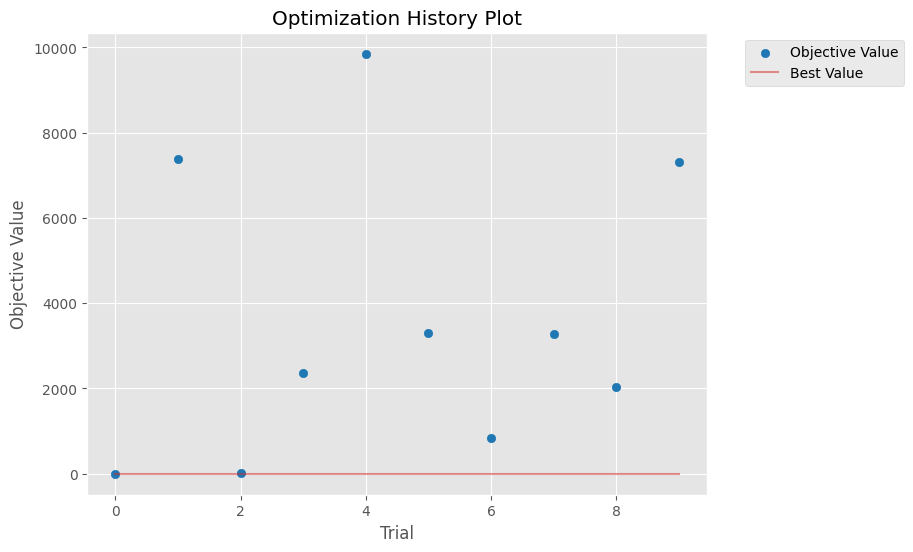 Optimization History Plot
Objective Value
Best Value
Objective Value
10000
8000
6000
4000
2000
0
0 2 4 6 8
Trial